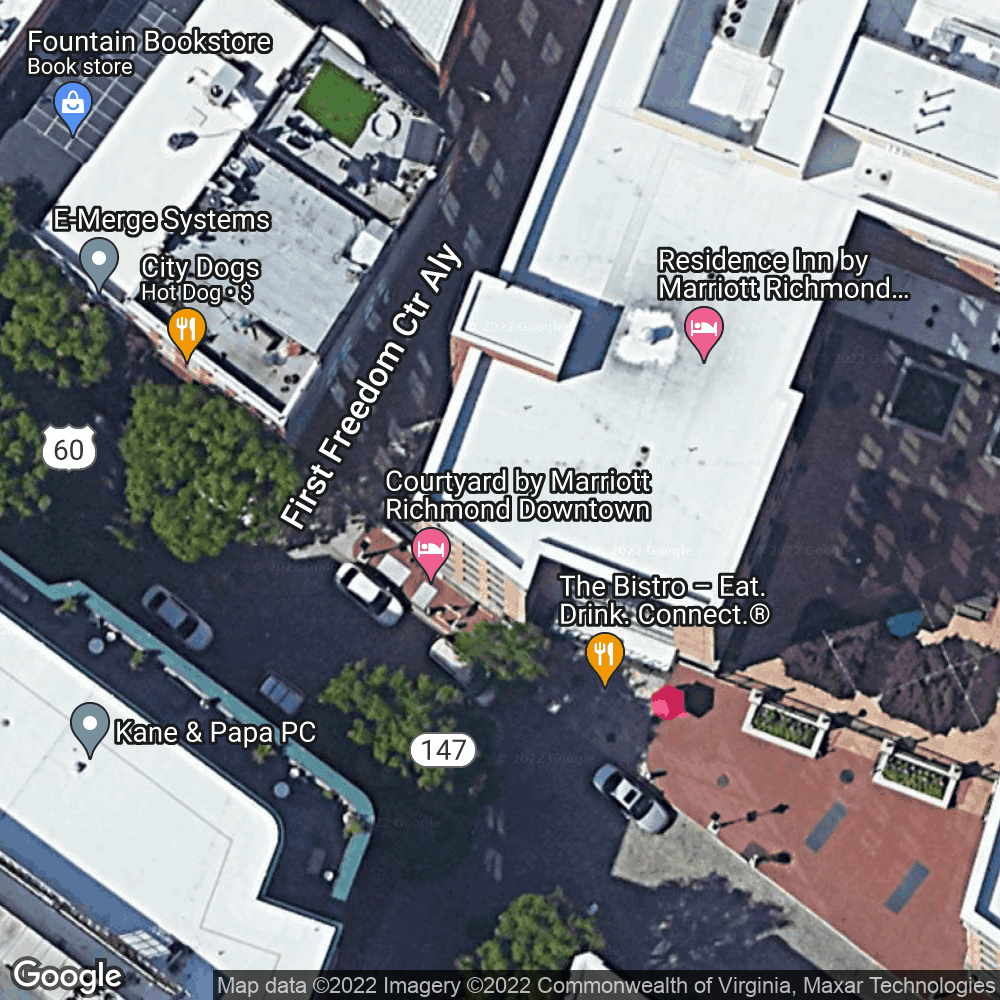 Fountain Bookstore
Book store
E-Merge Systems
City Dogs
Hot Dog • $
First Freedom Ctr Aly
Residence Inn by
Marriott Richmond...
60
Courtyard by Marriott
Richmond Downtown
The Bistro – Eat.
Drink. Connect.®
Kane & Papa PC
147
Google
Map data ©2022 Imagery ©2022 Commonwealth of Virginia, Maxar Technologies